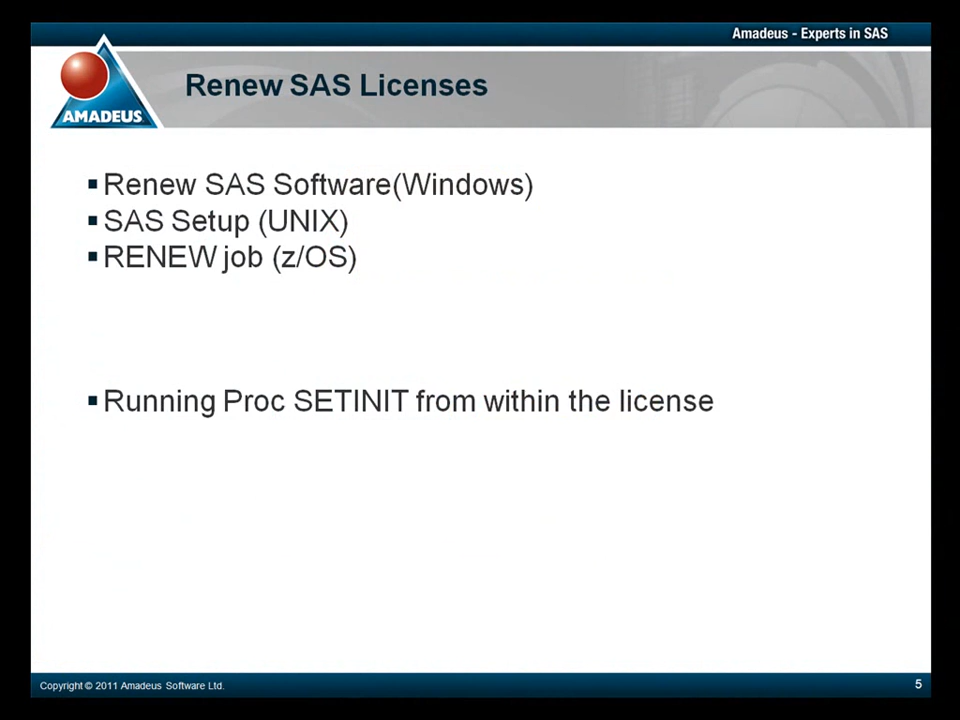 Amadeus - Experts in SAS
AMADEUS
Renew SAS Licenses
Renew SAS Software(Windows)
SAS Setup (UNIX)
RENEW job (z/OS)
Running Proc SETINIT from within the license
Copyright © 2011 Amadeus Software Ltd.
5